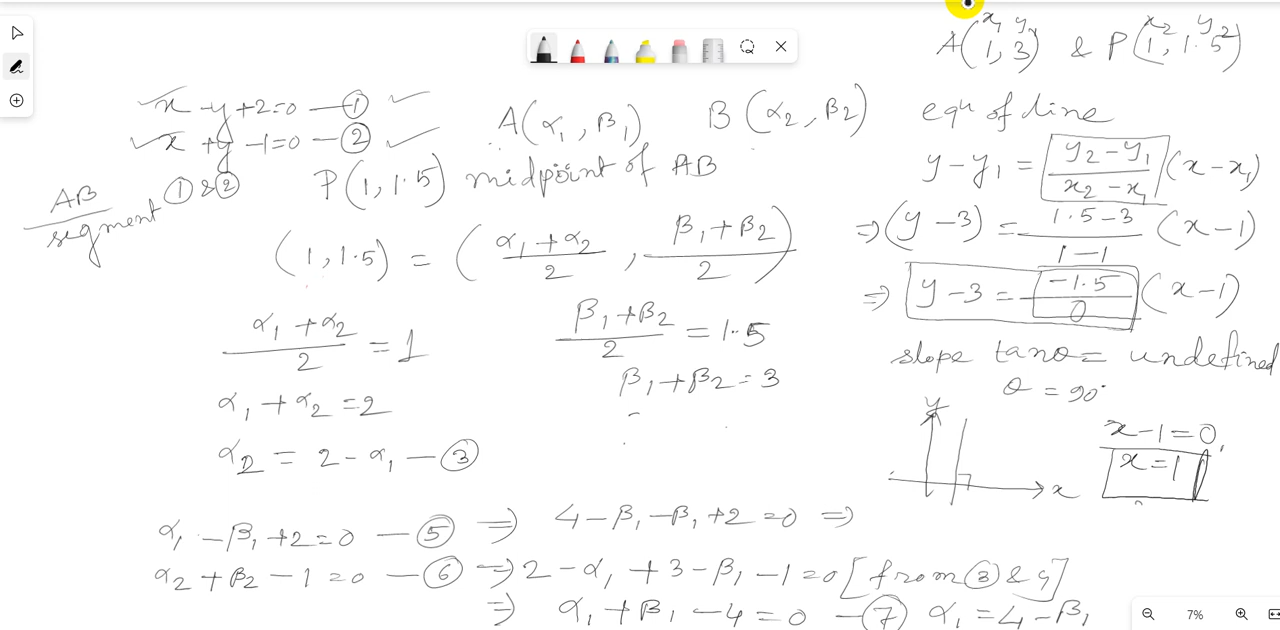 x - y + 2 = 0 — ①
x + y - 1 = 0 — ②
AB segment ① & ②
A(α₁, β₁) B(α₂, β₂)
P(1, 1.5) midpoint of AB
(1, 1.5) = ( (α₁ + α₂)/2 , (β₁ + β₂)/2 )
(α₁ + α₂)/2 = 1
α₁ + α₂ = 2
α₂ = 2 - α₁ — ③
(β₁ + β₂)/2 = 1.5
β₁ + β₂ = 3
α₁ - β₁ + 2 = 0 — ⑤ ⇒ 4 - β₁ - β₁ + 2 = 0 ⇒
α₂ + β₂ - 1 = 0 — ⑥ ⇒ 2 - α₁ + 3 - β₁ - 1 = 0 [from ③ & 4]
⇒ α₁ + β₁ - 4 = 0 — ⑦ α₁ = 4 - β₁
x₁ y₁ x₂ y₂
A(1, 3) & P(1, 1.5)
eqⁿ of line
y - y₁ = (y₂ - y₁)/(x₂ - x₁) (x - x₁)
⇒ (y - 3) = (1.5 - 3)/(1 - 1) (x - 1)
⇒ y - 3 = (-1.5)/0 (x - 1)
slope tanθ = undefined
θ = 90°
y
x
x - 1 = 0,
x = 1
7%